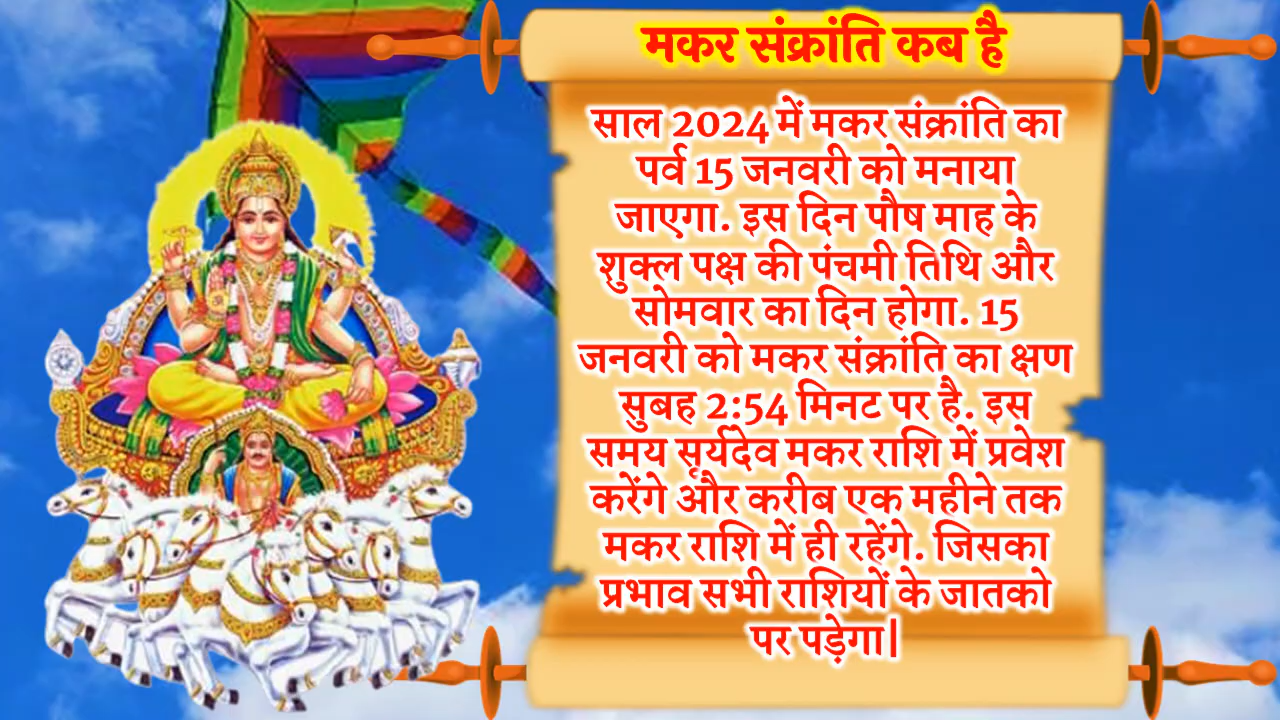 मकर संक्रांति कब है
साल 2024 में मकर संक्रांति का
पर्व 15 जनवरी को मनाया
जाएगा. इस दिन पौष माह के
शुक्ल पक्ष की पंचमी तिथि और
सोमवार का दिन होगा. 15
जनवरी को मकर संक्रांति का क्षण
सुबह 2:54 मिनट पर है. इस
समय सूर्यदेव मकर राशि में प्रवेश
करेंगे और करीब एक महीने तक
मकर राशि में ही रहेंगे. जिसका
प्रभाव सभी राशियों के जातको
पर पड़ेगा|